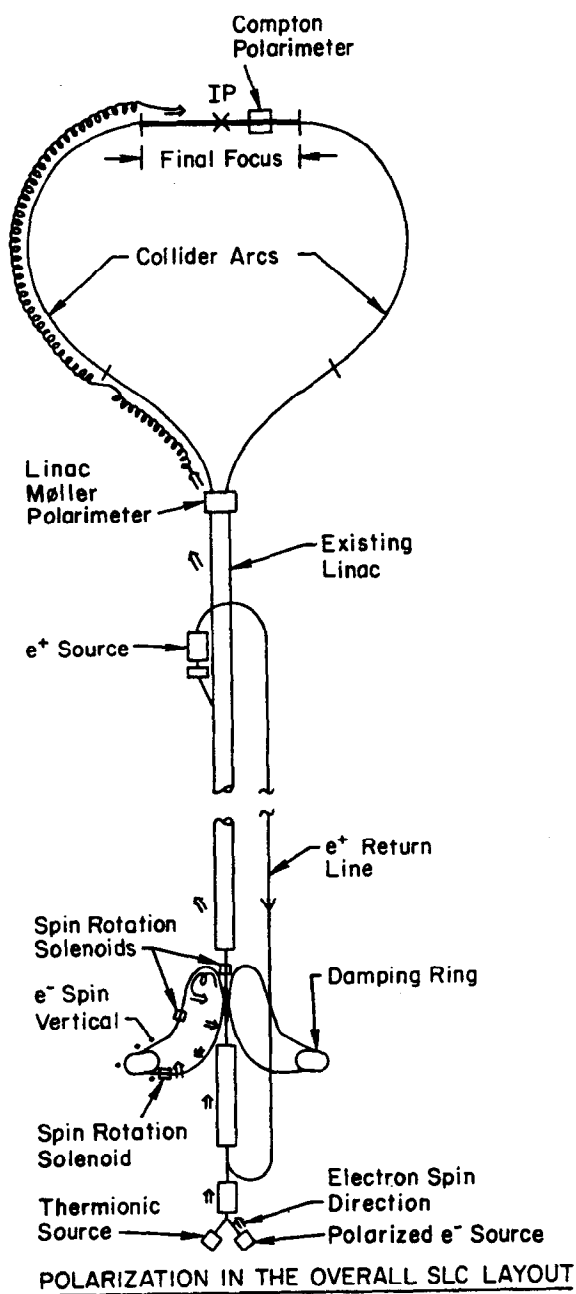 Compton
Polarimeter
IP
Final Focus
Collider Arcs
Linac
Møller
Polarimeter
Existing
Linac
e⁺ Source
e⁺ Return
Line
Spin Rotation
Solenoids
e⁻ Spin
Vertical
Damping Ring
Spin Rotation
Solenoid
Electron Spin
Direction
Thermionic
Source
Polarized e⁻ Source
POLARIZATION IN THE OVERALL SLC LAYOUT